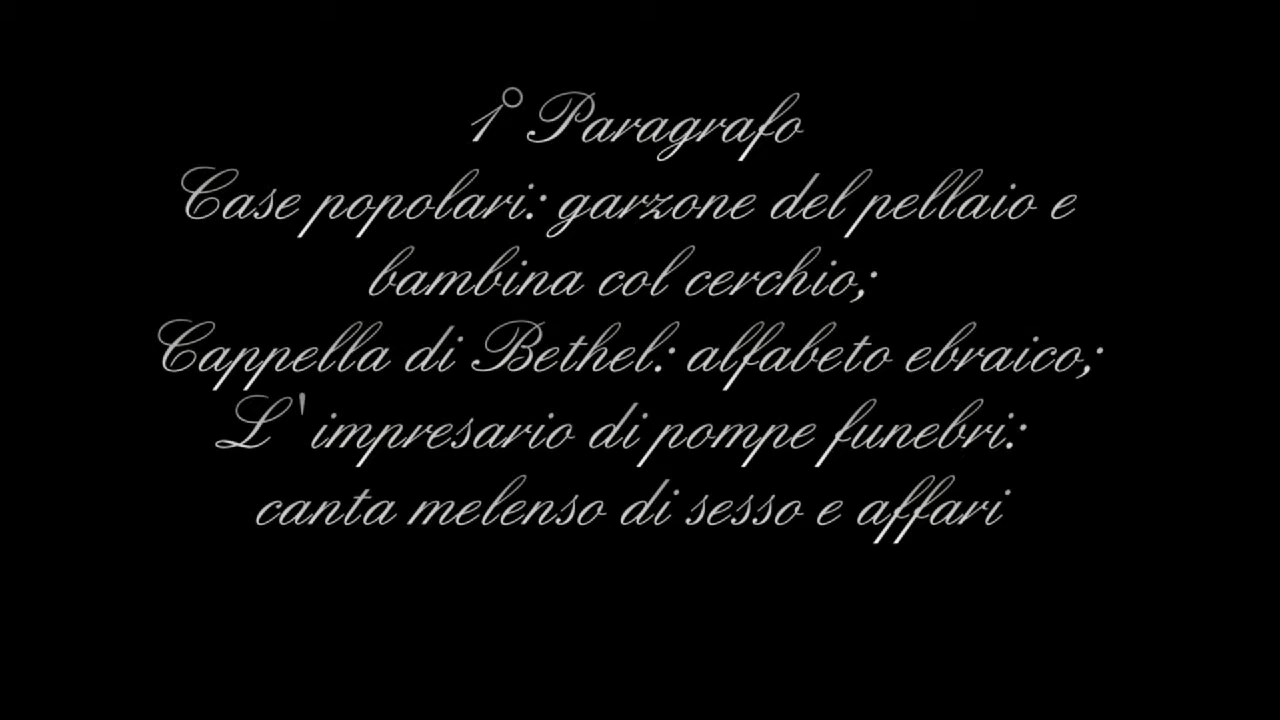 1° Paragrafo
Case popolari: garzone del pellaio e
bambina col cerchio;
Cappella di Bethel: alfabeto ebraico;
L'impresario di pompe funebri:
canta melenso di sesso e affari